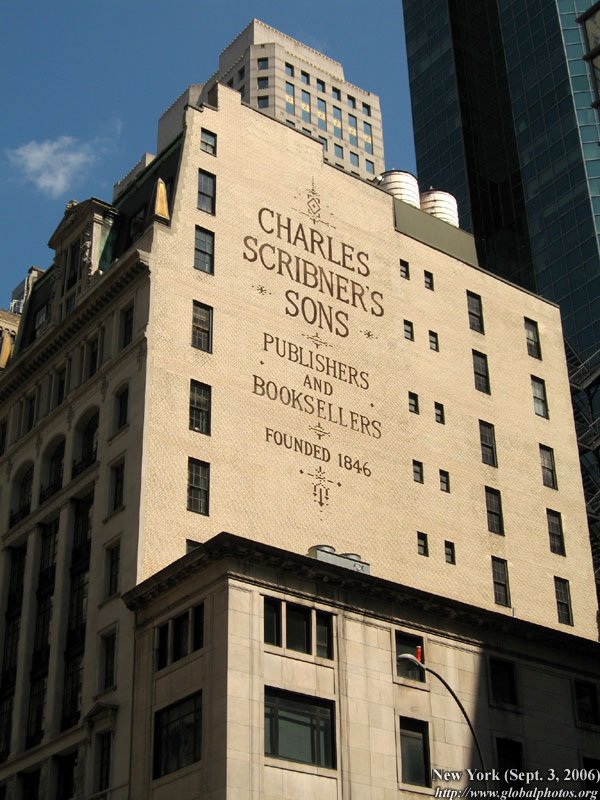 CHARLES
SCRIBNER'S
SONS
PUBLISHERS
AND
BOOKSELLERS
FOUNDED 1846
New York (Sept. 3, 2006)
http://www.globalphotos.org